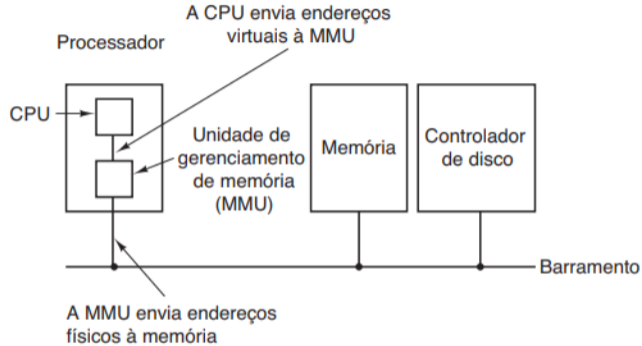 A CPU envia endereços
virtuais à MMU
Processador
CPU
Unidade de
gerenciamento
de memória
(MMU)
Memória
Controlador
de disco
Barramento
A MMU envia endereços
físicos à memória